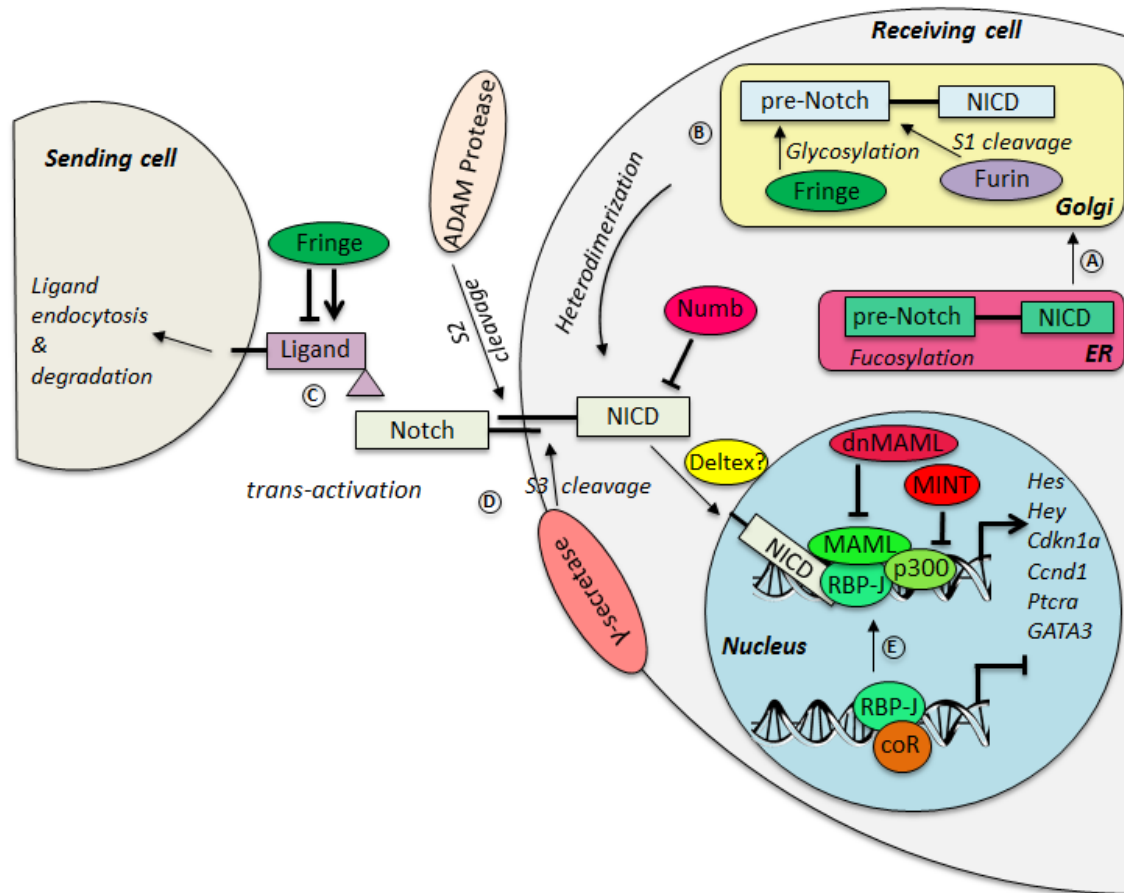 Receiving cell
pre-Notch
NICD
Glycosylation
S1 cleavage
Fringe
Furin
Golgi
B
A
pre-Notch
NICD
Fucosylation
ER
Sending cell
Fringe
Ligand
endocytosis
&
degradation
Ligand
C
ADAM Protease
S2
cleavage
Heterodimerization
Numb
Notch
NICD
trans-activation
D
S3 cleavage
γ-secretase
Deltex?
dnMAML
MINT
MAML
NICD
RBP-J
p300
Hes
Hey
Cdkn1a
Ccnd1
Ptcra
GATA3
Nucleus
E
RBP-J
coR